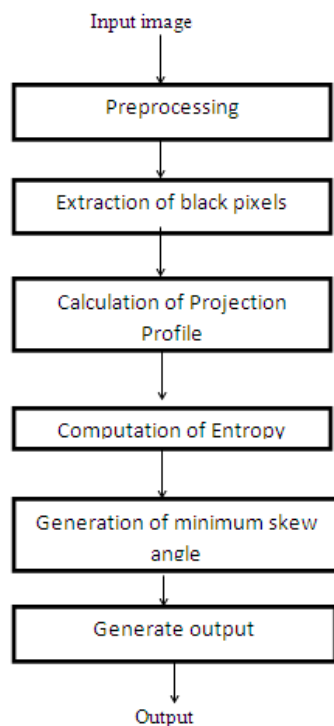 Input image
Preprocessing
Extraction of black pixels
Calculation of Projection
Profile
Computation of Entropy
Generation of minimum skew
angle
Generate output
Output